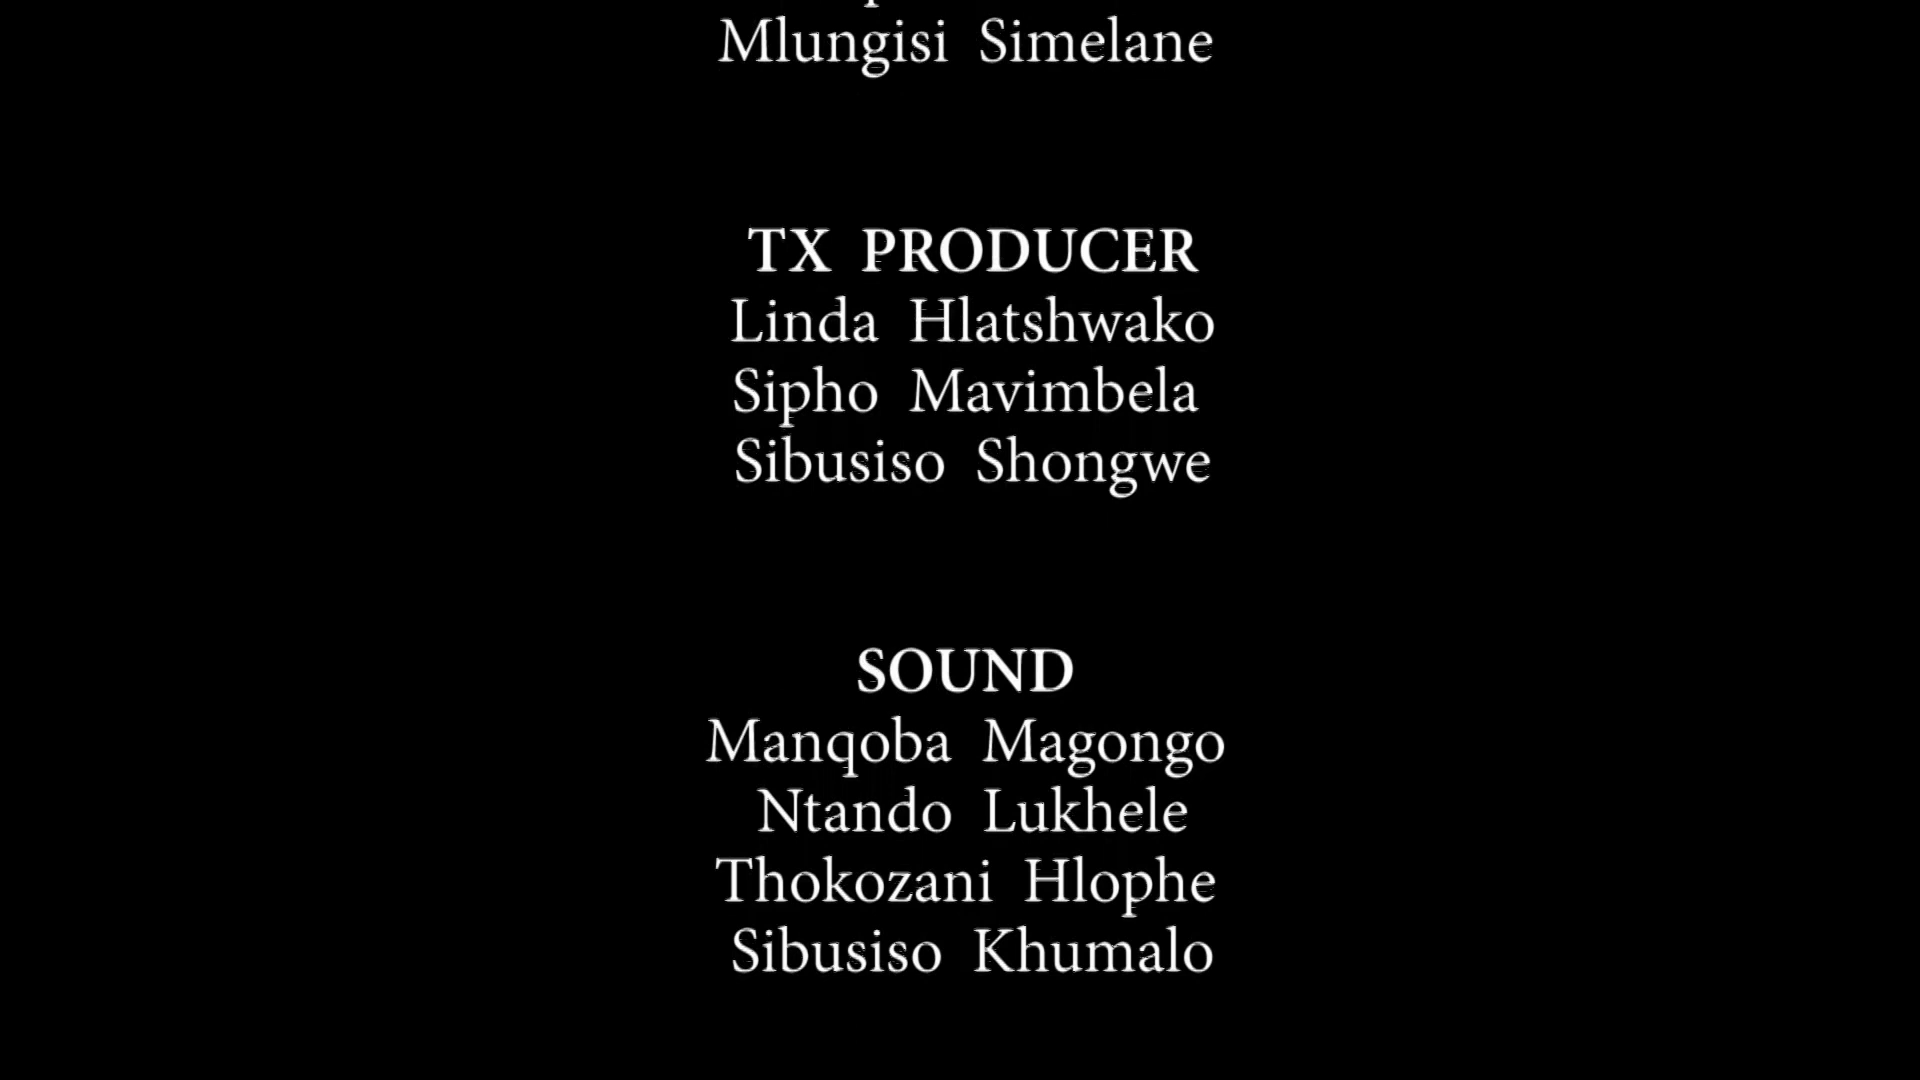 Mlungisi Simelane
TX PRODUCER
Linda Hlatshwako
Sipho Mavimbela
Sibusiso Shongwe
SOUND
Manqoba Magongo
Ntando Lukhele
Thokozani Hlophe
Sibusiso Khumalo